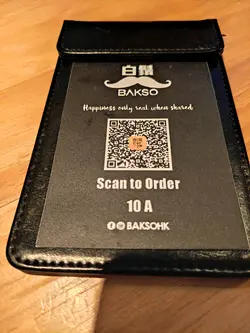 白鬚
BAKSO
Happiness only real when shared
Scan to Order
10 A
BAKSOHK